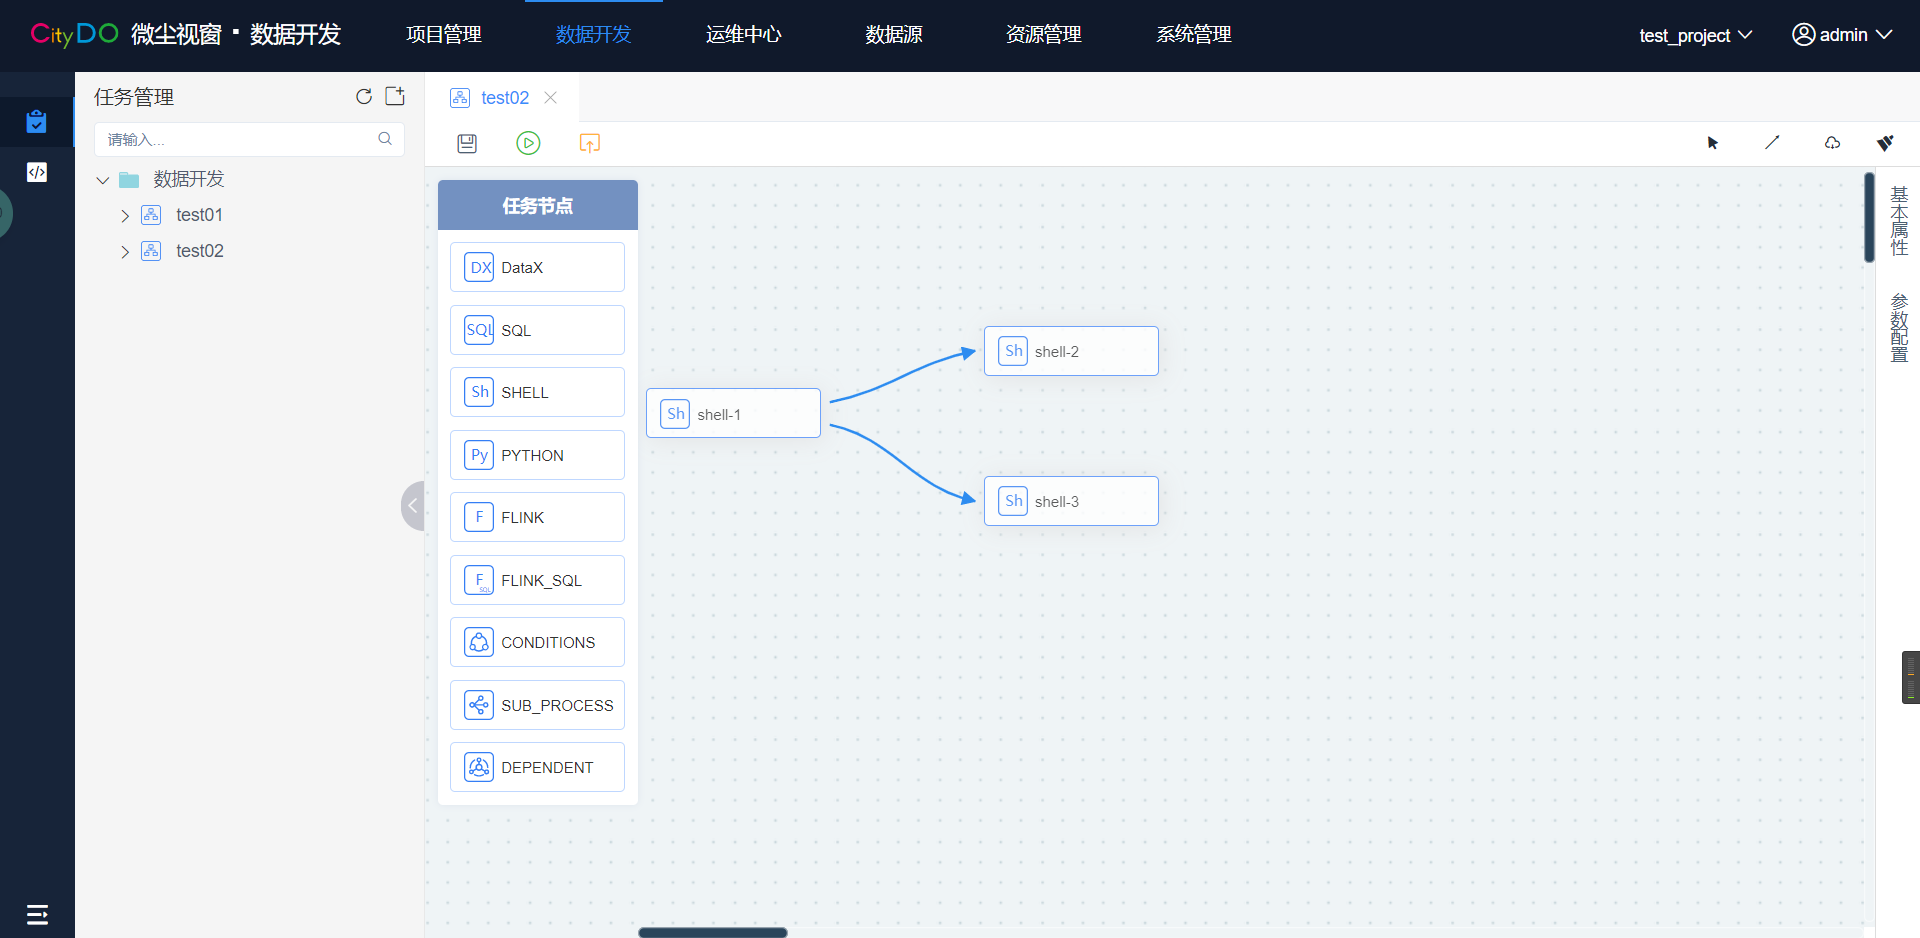 CityDO 微尘视窗 · 数据开发
项目管理
数据开发
运维中心
数据源
资源管理
系统管理
test_project
admin
任务管理
请输入...
数据开发
test01
test02
test02
任务节点
DX DataX
SQL SQL
Sh SHELL
Py PYTHON
F FLINK
F SQL FLINK_SQL
CONDITIONS
SUB_PROCESS
DEPENDENT
Sh shell-1
Sh shell-2
Sh shell-3
基本属性
参数配置